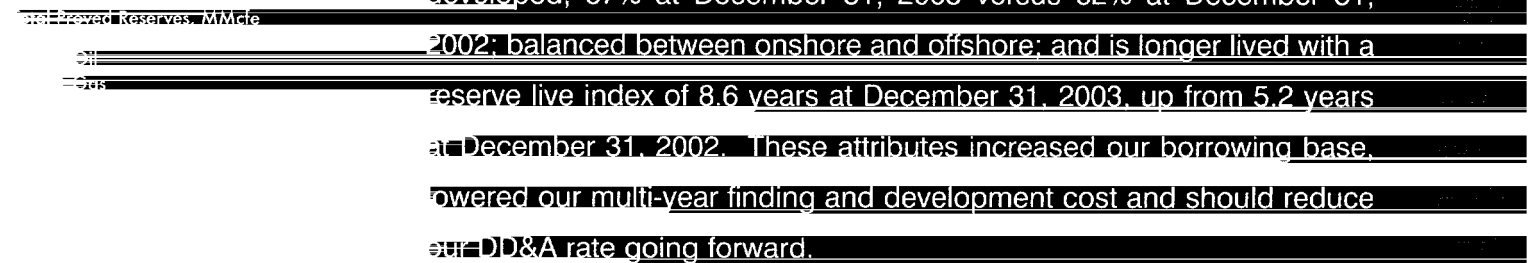 Total Proved Reserves, MMcfe
Oil
Gas
developed, 67% at December 31, 2003 versus 52% at December 31,
2002; balanced between onshore and offshore; and is longer lived with a
reserve live index of 8.6 years at December 31, 2003, up from 5.2 years
at December 31, 2002. These attributes increased our borrowing base,
lowered our multi-year finding and development cost and should reduce
our DD&A rate going forward.